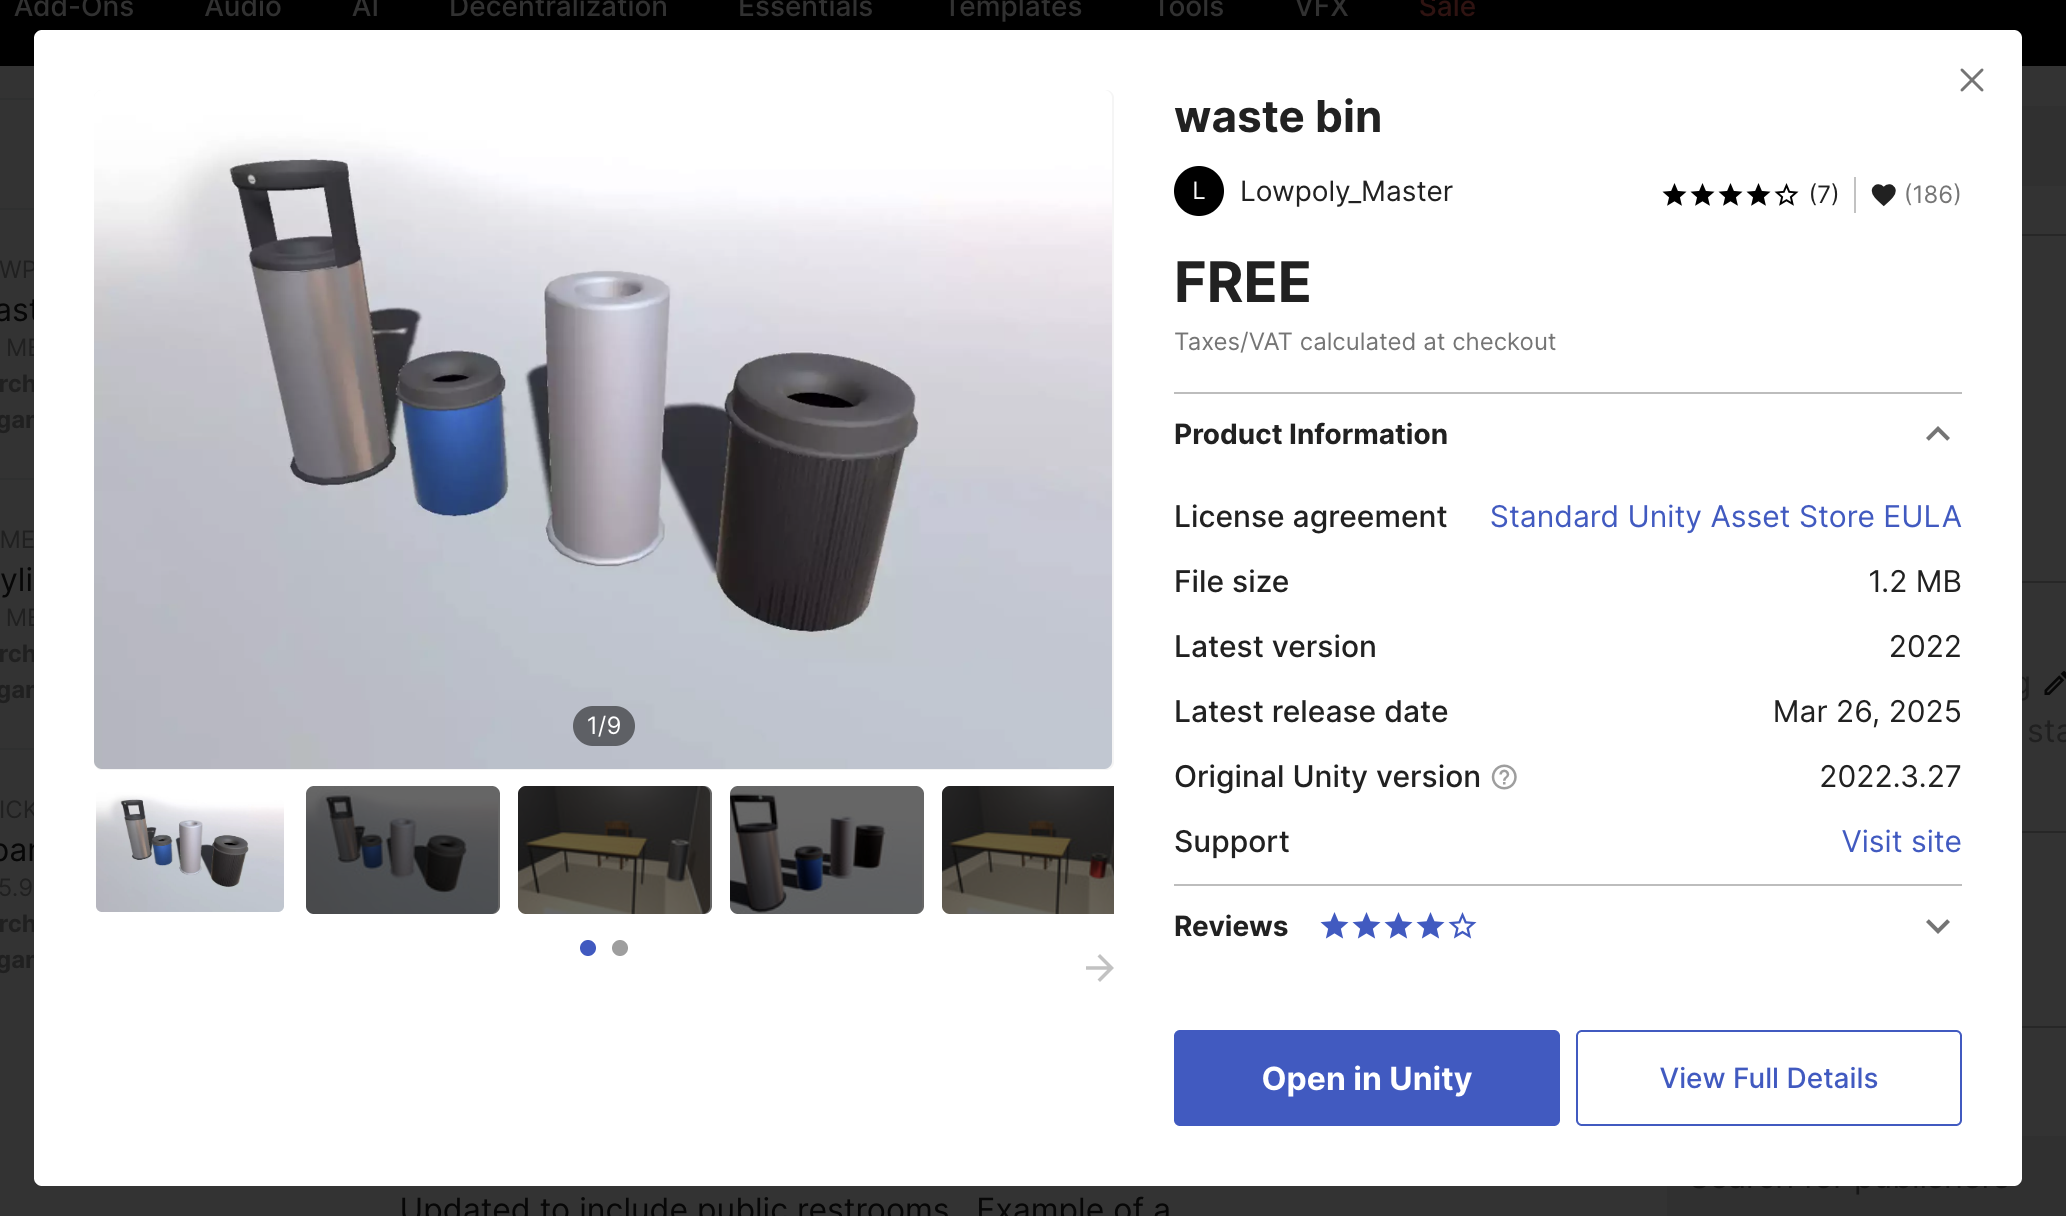 Add-Ons Audio AI Decentralization Essentials Templates Tools VFX Sale
waste bin
L Lowpoly_Master (7) (186)
FREE
Taxes/VAT calculated at checkout
Product Information
License agreement Standard Unity Asset Store EULA
File size 1.2 MB
Latest version 2022
Latest release date Mar 26, 2025
Original Unity version ? 2022.3.27
Support Visit site
Reviews
1/9
Open in Unity View Full Details
Updated to include public restrooms. Example of a